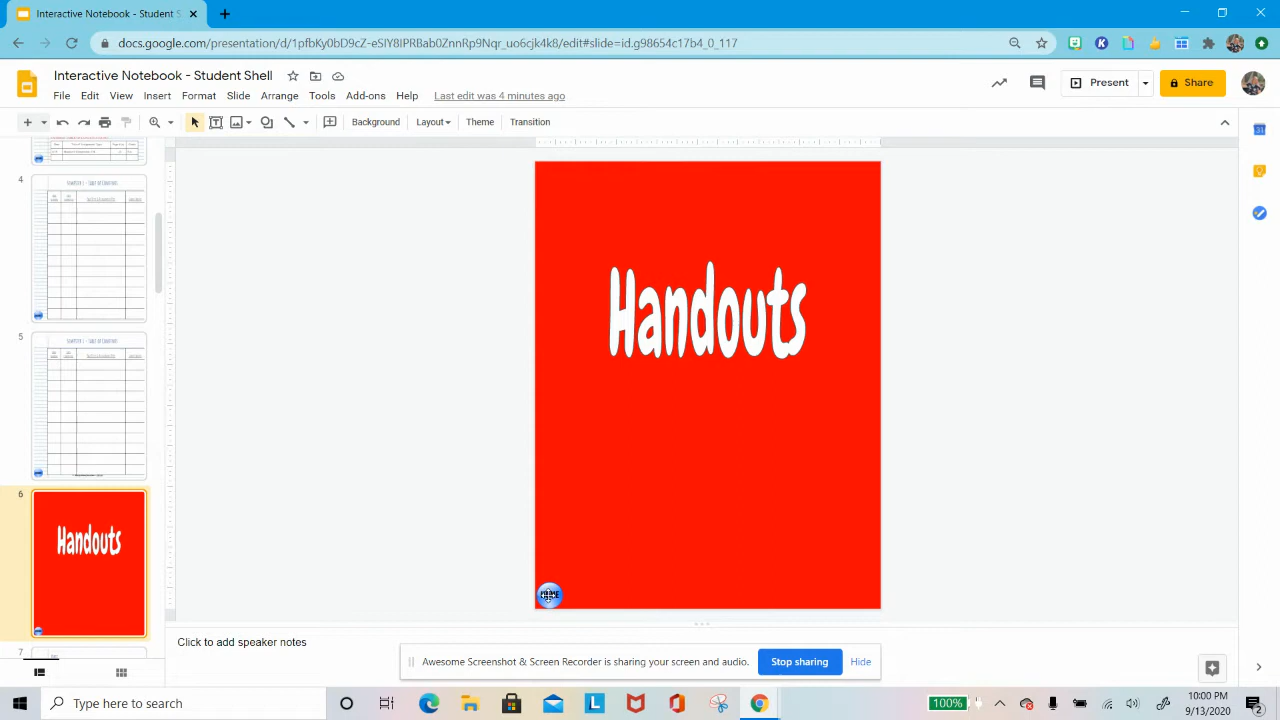 Interactive Notebook - Student S
docs.google.com/presentation/d/1pfbKy0bD9cZ-eSIY8IPRBab0ZnnRp9Nqr_uo6cjk4k8/edit#slide=id.g98654c17b4_0_117
Interactive Notebook - Student Shell
Present
Share
File Edit View Insert Format Slide Arrange Tools Add-ons Help Last edit was 4 minutes ago
Background Layout Theme Transition
4
5
6
Handouts
7
Handouts
HOME
Click to add speaker notes
Awesome Screenshot & Screen Recorder is sharing your screen and audio. Stop sharing Hide
Type here to search
100%
10:00 PM
9/13/2020
2